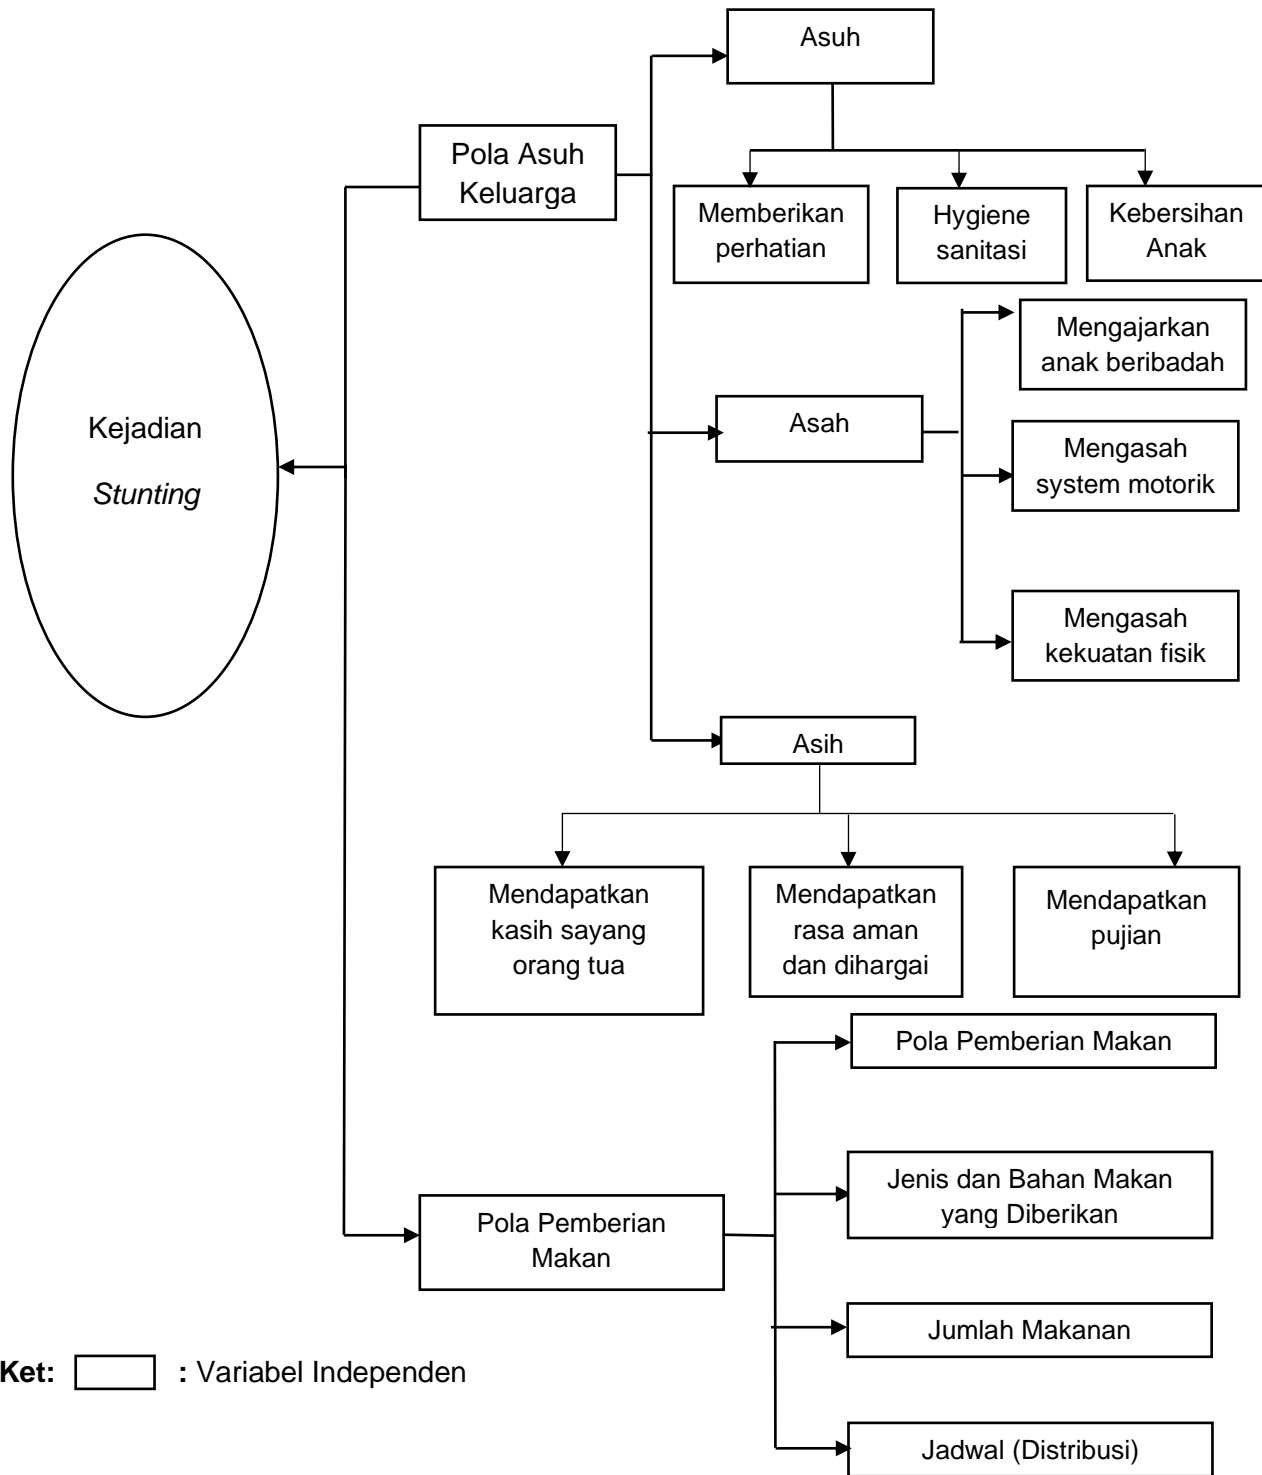 Asuh
Pola Asuh
Keluarga
Memberikan
perhatian
Hygiene
sanitasi
Kebersihan
Anak
Mengajarkan
anak beribadah
Kejadian
Stunting
Asah
Mengasah
system motorik
Mengasah
kekuatan fisik
Asih
Mendapatkan
kasih sayang
orang tua
Mendapatkan
rasa aman
dan dihargai
Mendapatkan
pujian
Pola Pemberian Makan
Jenis dan Bahan Makan
yang Diberikan
Pola Pemberian
Makan
Jumlah Makanan
Ket: : Variabel Independen
Jadwal (Distribusi)